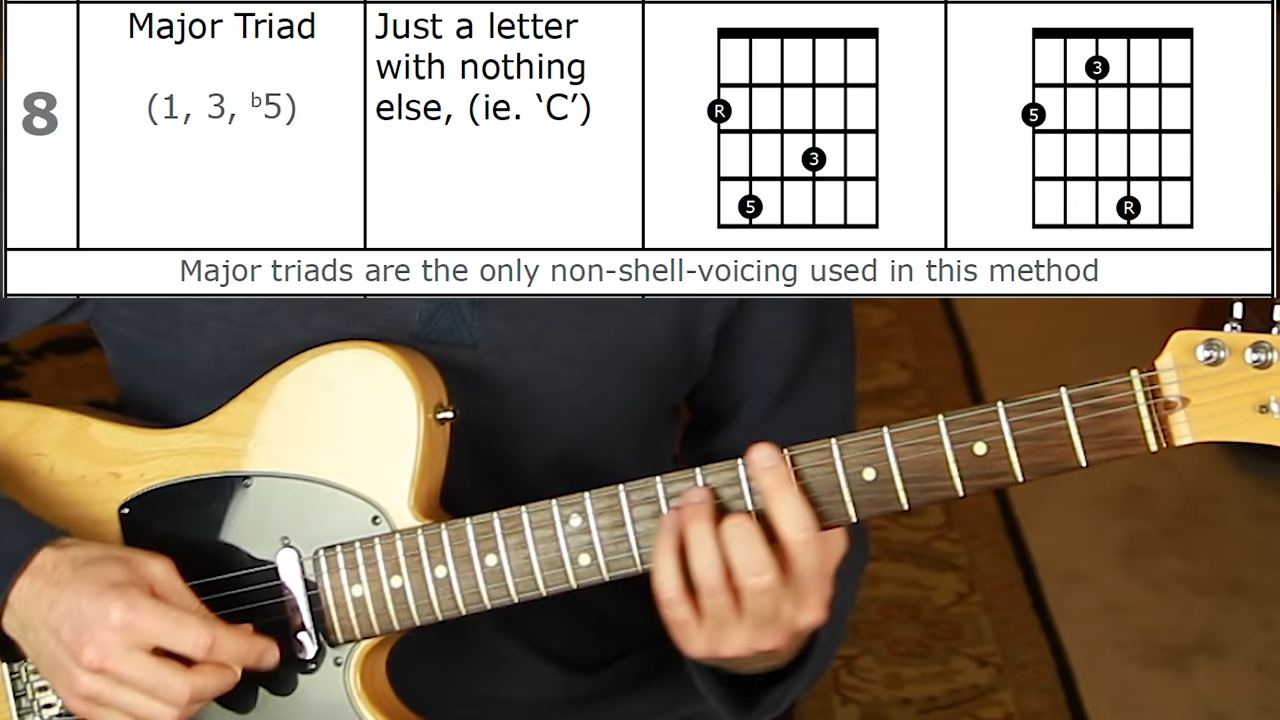 8
Major Triad
(1, 3, ᵇ5)
Just a letter
with nothing
else, (ie. ‘C’)
R
3
5
3
5
R
Major triads are the only non-shell-voicing used in this method